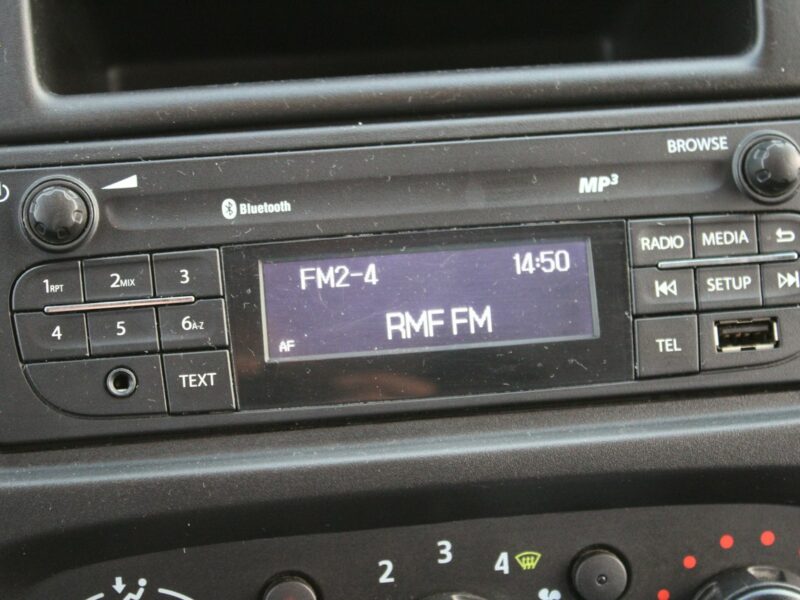 BROWSE
Bluetooth
MP3
1RPT 2MIX 3
4 5 6A-Z
TEXT
FM2-4 14:50
RMF FM
AF
RADIO MEDIA
SETUP
TEL
2 3 4